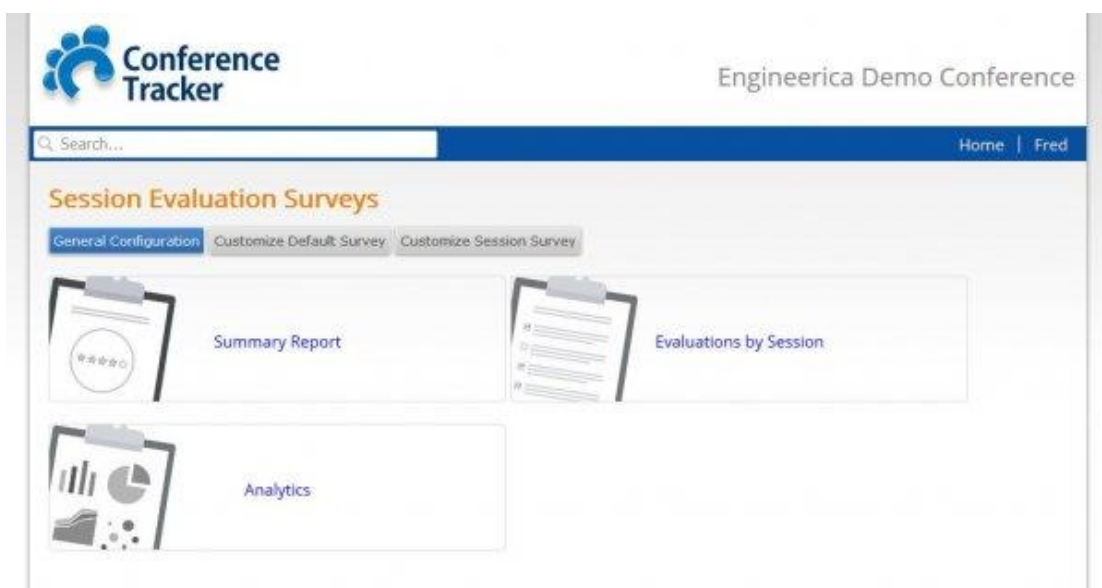 Conference
Tracker
Engineerica Demo Conference
Search...
Home | Fred
Session Evaluation Surveys
General Configuration Customize Default Survey Customize Session Survey
Summary Report
Evaluations by Session
Analytics